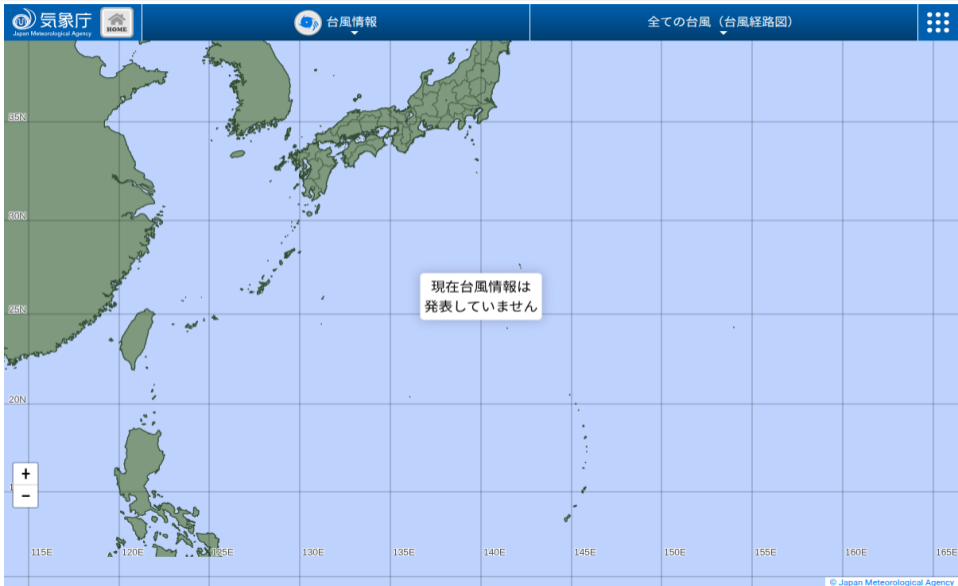 気象庁
Japan Meteorological Agency
HOME
台風情報
全ての台風（台風経路図）
35N
30N
現在台風情報は
発表していません
25N
20N
+
−
115E
120E
125E
130E
135E
140E
145E
150E
155E
160E
165E
© Japan Meteorological Agency